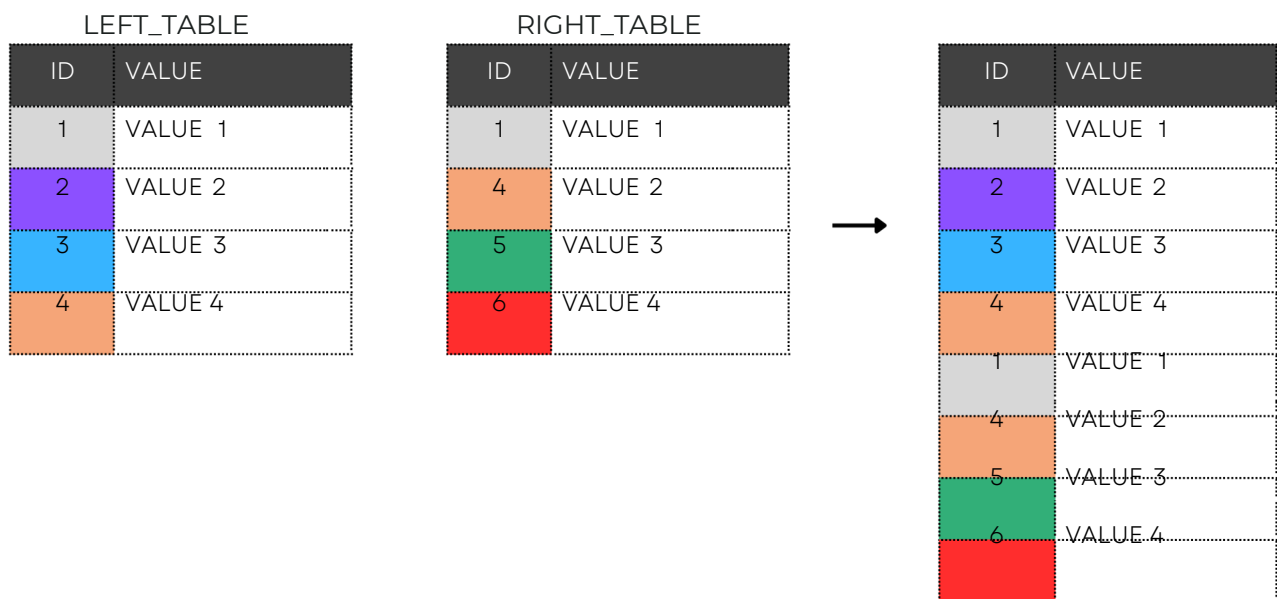 LEFT_TABLE
ID VALUE
1 VALUE 1
2 VALUE 2
3 VALUE 3
4 VALUE 4
RIGHT_TABLE
ID VALUE
1 VALUE 1
4 VALUE 2
5 VALUE 3
6 VALUE 4
ID VALUE
1 VALUE 1
2 VALUE 2
3 VALUE 3
4 VALUE 4
1 VALUE 1
4 VALUE 2
5 VALUE 3
6 VALUE 4